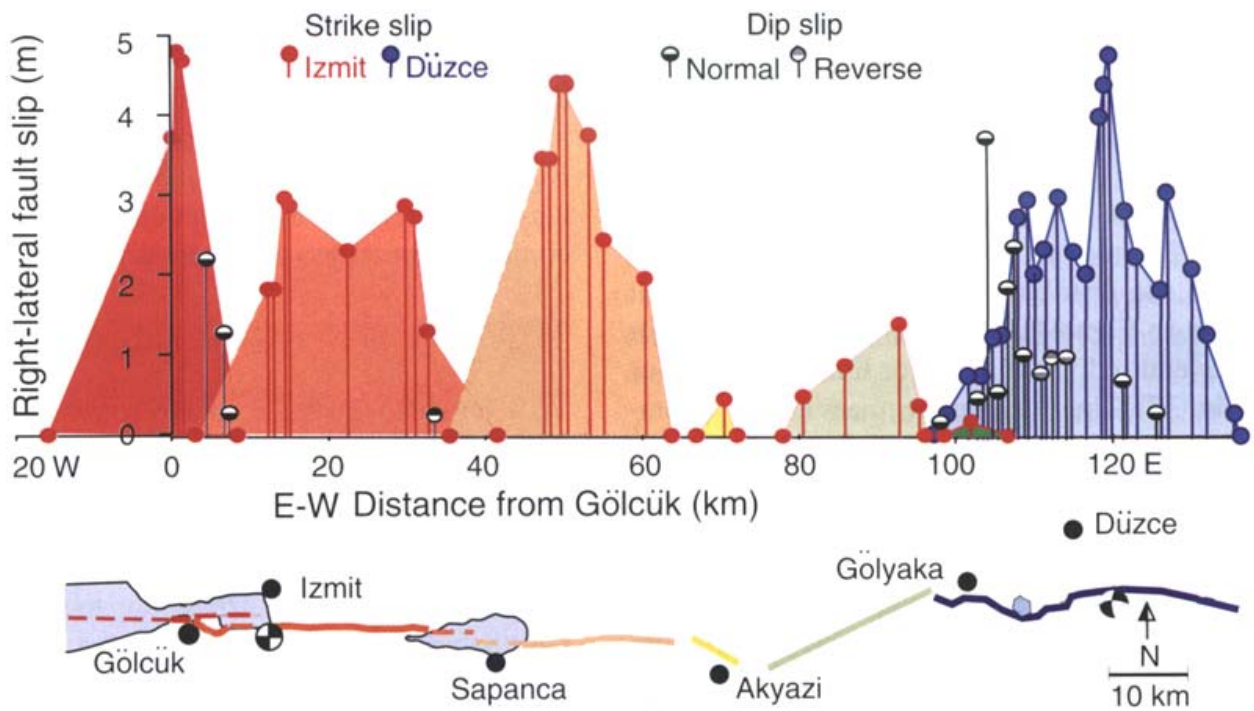 Strike slip
Dip slip
Izmit Düzce
Normal Reverse
Right-lateral fault slip (m)
5
4
3
2
1
0
20 W 0 20 40 60 80 100 120 E
E-W Distance from Gölcük (km)
Düzce
Gölyaka
Izmit
Gölcük
Sapanca
Akyazi
N
10 km